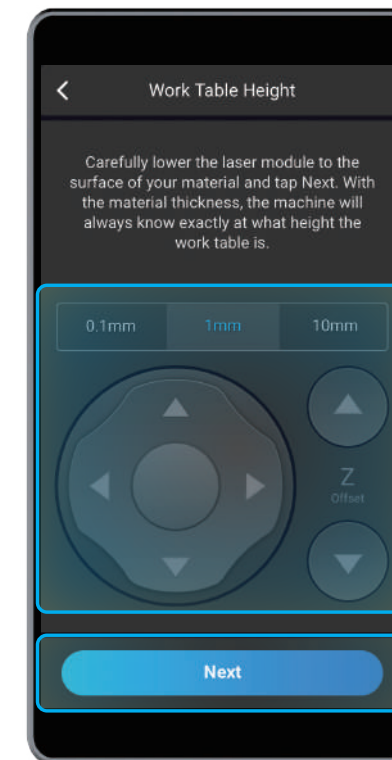 Work Table Height
Carefully lower the laser module to the
surface of your material and tap Next. With
the material thickness, the machine will
always know exactly at what height the
work table is.
0.1mm 1mm 10mm
Z
Offset
Next